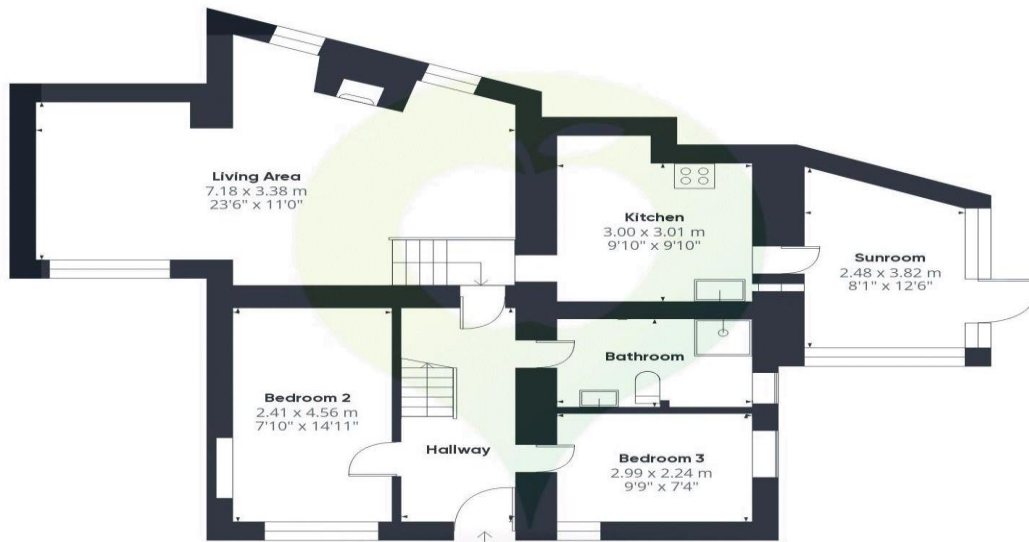 Living Area
7.18 x 3.38 m
23'6" x 11'0"
Kitchen
3.00 x 3.01 m
9'10" x 9'10"
Sunroom
2.48 x 3.82 m
8'1" x 12'6"
Bathroom
Bedroom 2
2.41 x 4.56 m
7'10" x 14'11"
Hallway
Bedroom 3
2.99 x 2.24 m
9'9" x 7'4"